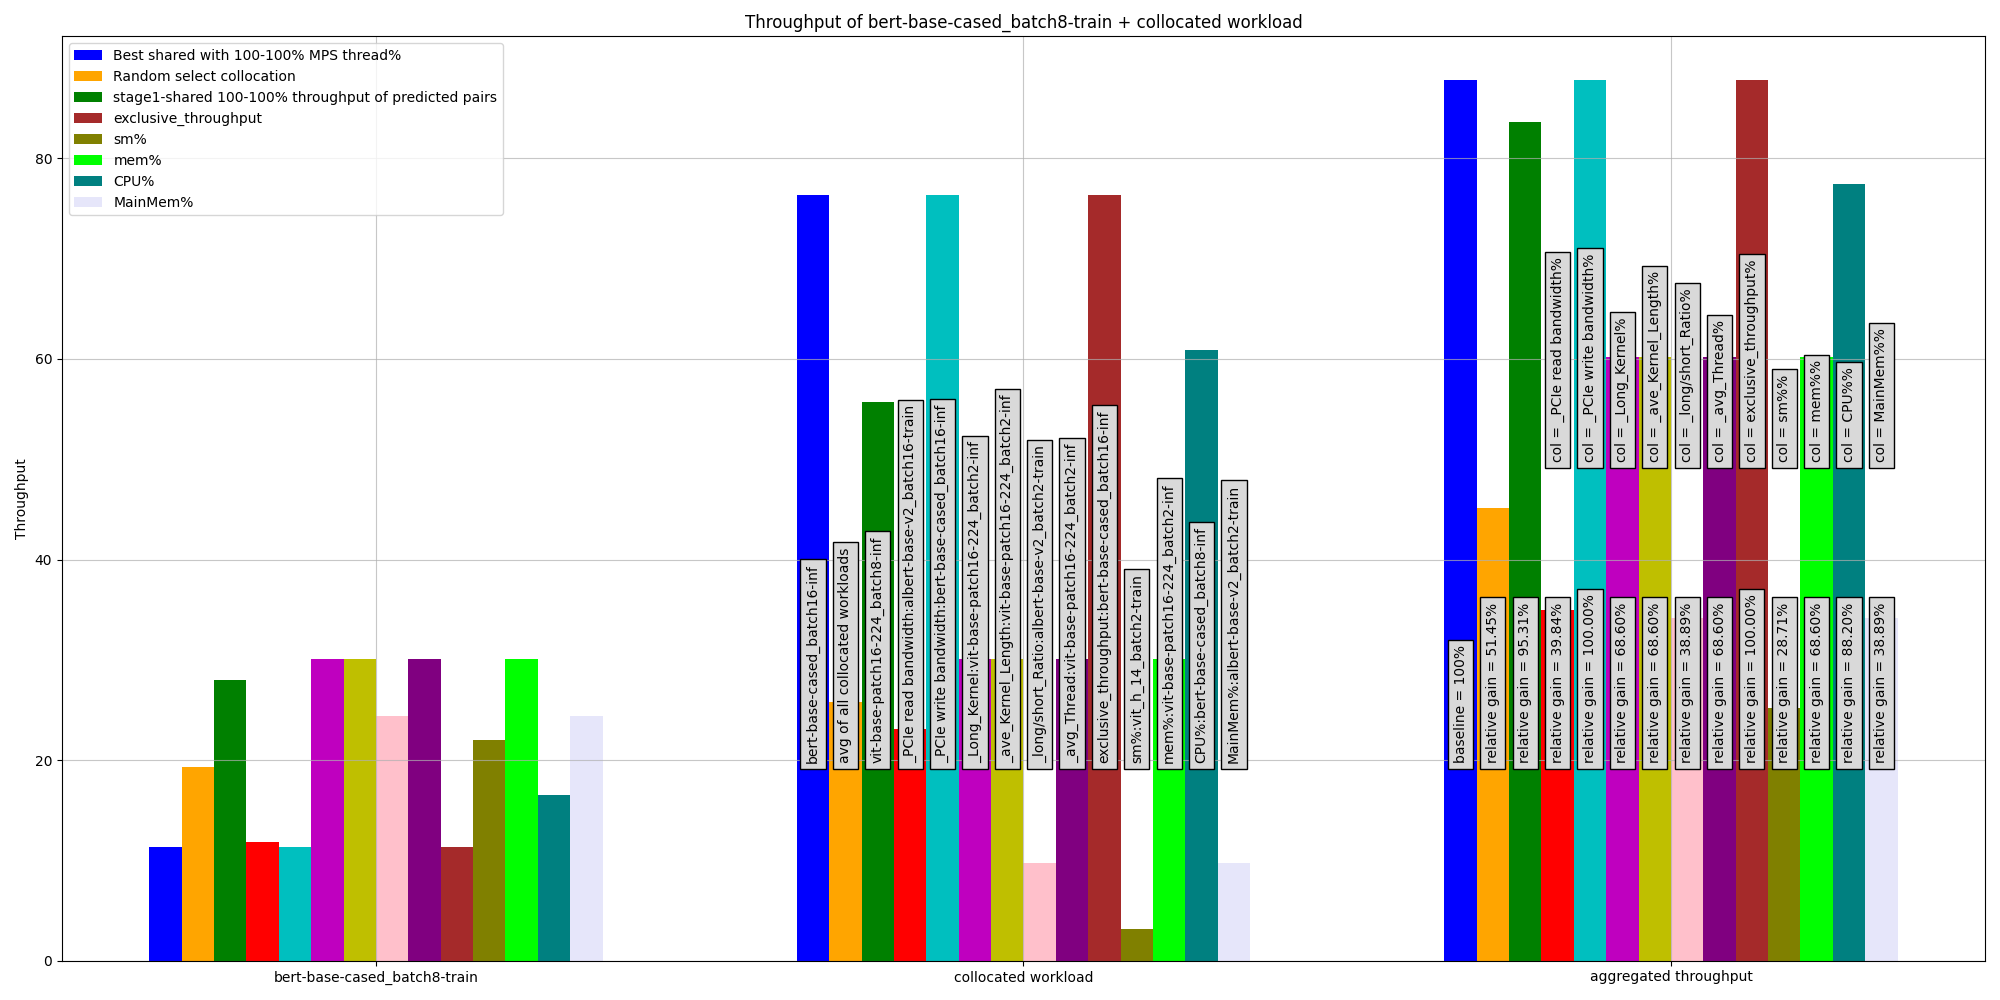 Throughput of bert-base-cased_batch8-train + collocated workload
Best shared with 100-100% MPS thread%
Random select collocation
stage1-shared 100-100% throughput of predicted pairs
exclusive_throughput
sm%
mem%
CPU%
MainMem%
Throughput
80
60
40
20
0
bert-base-cased_batch16-inf
avg of all collocated workloads
vit-base-patch16-224_batch8-inf
_PCIe read bandwidth:albert-base-v2_batch16-train
_PCIe write bandwidth:bert-base-cased_batch16-inf
_Long_Kernel:vit-base-patch16-224_batch2-inf
_ave_Kernel_Length:vit-base-patch16-224_batch2-inf
_long/short_Ratio:albert-base-v2_batch2-train
_avg_Thread:vit-base-patch16-224_batch2-inf
exclusive_throughput:bert-base-cased_batch16-inf
sm%:vit_h_14_batch2-train
mem%:vit-base-patch16-224_batch2-inf
CPU%:bert-base-cased_batch8-inf
MainMem%:albert-base-v2_batch2-train
col = _PCIe read bandwidth%
col = _PCIe write bandwidth%
col = _Long_Kernel%
col = _ave_Kernel_Length%
col = _long/short_Ratio%
col = _avg_Thread%
col = exclusive_throughput%
col = sm%%
col = mem%%
col = CPU%%
col = MainMem%%
baseline = 100%
relative gain = 51.45%
relative gain = 95.31%
relative gain = 39.84%
relative gain = 100.00%
relative gain = 68.60%
relative gain = 68.60%
relative gain = 38.89%
relative gain = 68.60%
relative gain = 100.00%
relative gain = 28.71%
relative gain = 68.60%
relative gain = 88.20%
relative gain = 38.89%
bert-base-cased_batch8-train
collocated workload
aggregated throughput